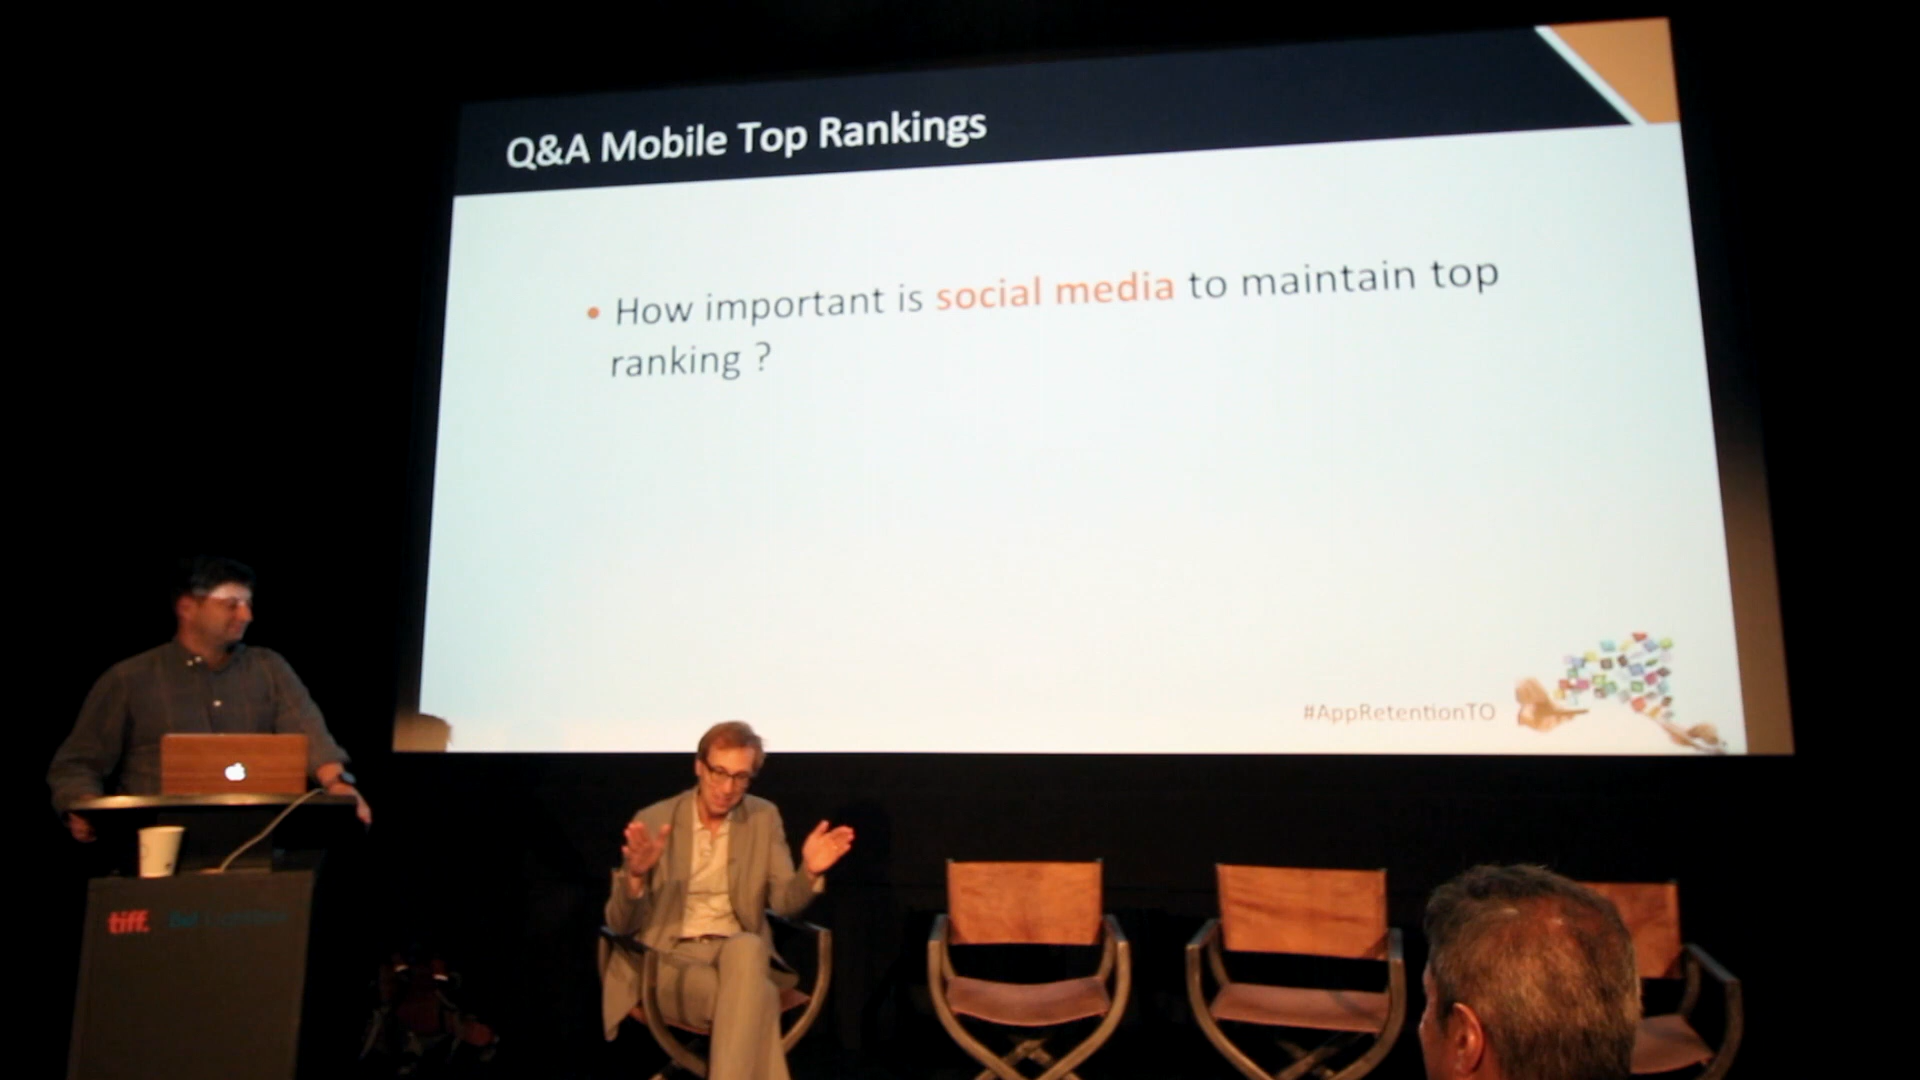 Q&A Mobile Top Rankings
• How important is social media to maintain top
ranking ?
#AppRetentionTO
tiff.